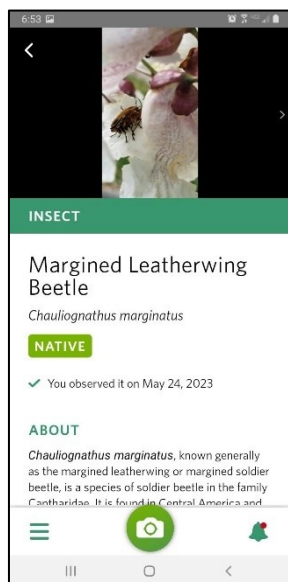 6:53
INSECT
Margined Leatherwing
Beetle
Chauliognathus marginatus
NATIVE
You observed it on May 24, 2023
ABOUT
Chauliognathus marginatus, known generally
as the margined leatherwing or margined soldier
beetle, is a species of soldier beetle in the family
Cantharidae. It is found in Central America and